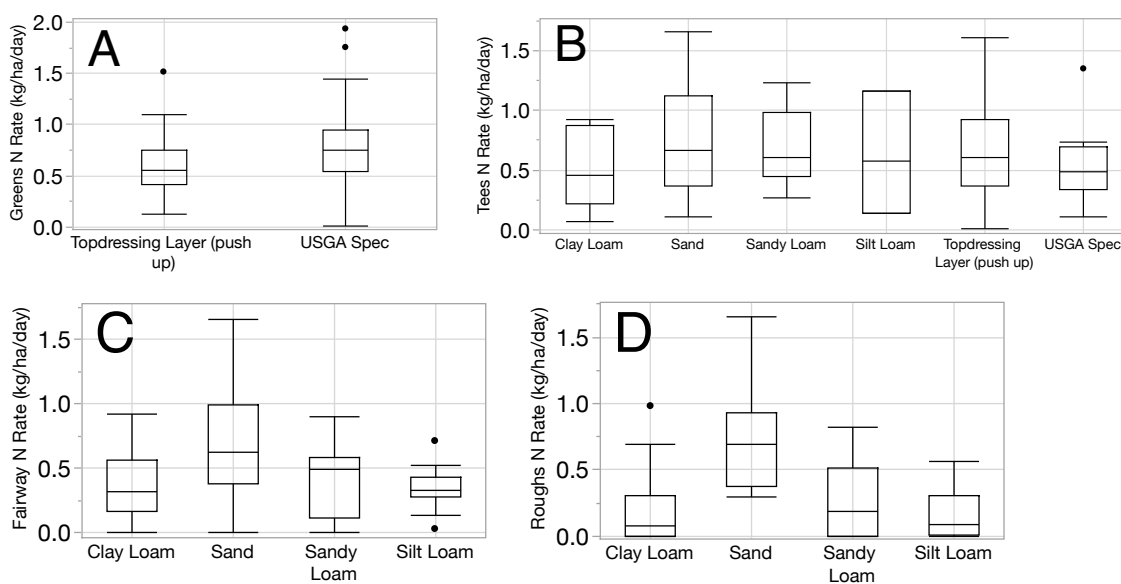 A
Greens N Rate (kg/ha/day)
2.0
1.5
1.0
0.5
0.0
Topdressing Layer (push
up)
USGA Spec
B
Tees N Rate (kg/ha/day)
1.5
1.0
0.5
0.0
Clay Loam
Sand
Sandy Loam
Silt Loam
Topdressing
Layer (push up)
USGA Spec
C
Fairway N Rate (kg/ha/day)
1.5
1.0
0.5
0.0
Clay Loam
Sand
Sandy
Loam
Silt Loam
D
Roughs N Rate (kg/ha/day)
1.5
1.0
0.5
0.0
Clay Loam
Sand
Sandy
Loam
Silt Loam